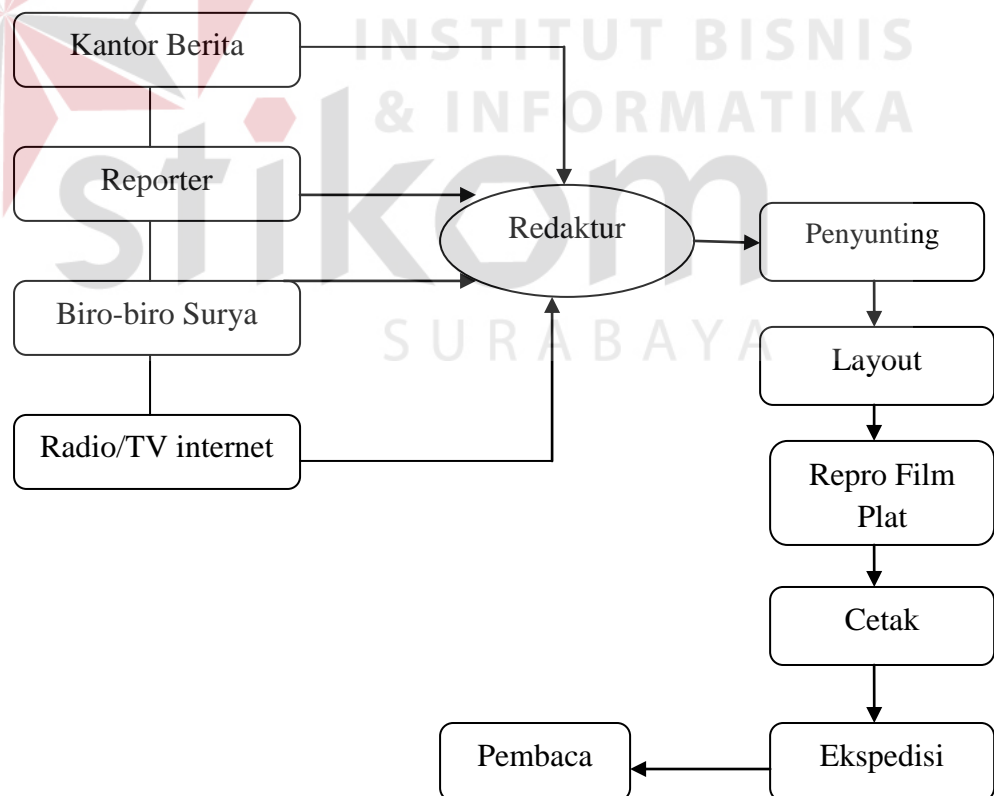 INSTITUT BISNIS
& INFORMATIKA
stikom
SURABAYA
Kantor Berita
Reporter
Biro-biro Surya
Radio/TV internet
Redaktur
Penyunting
Layout
Repro Film
Plat
Cetak
Ekspedisi
Pembaca